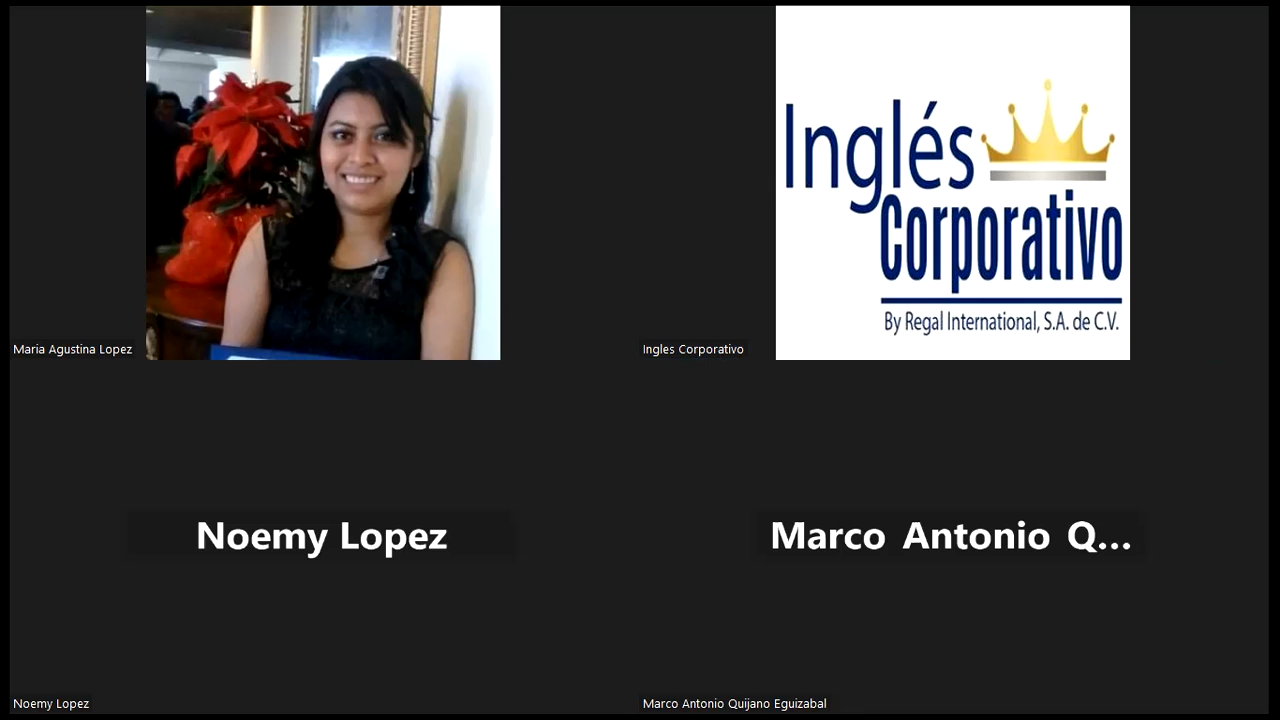 Maria Agustina Lopez
Inglés
Corporativo
By Regal International, S.A. de C.V.
Ingles Corporativo
Noemy Lopez
Marco Antonio Q...
Noemy Lopez
Marco Antonio Quijano Eguizabal